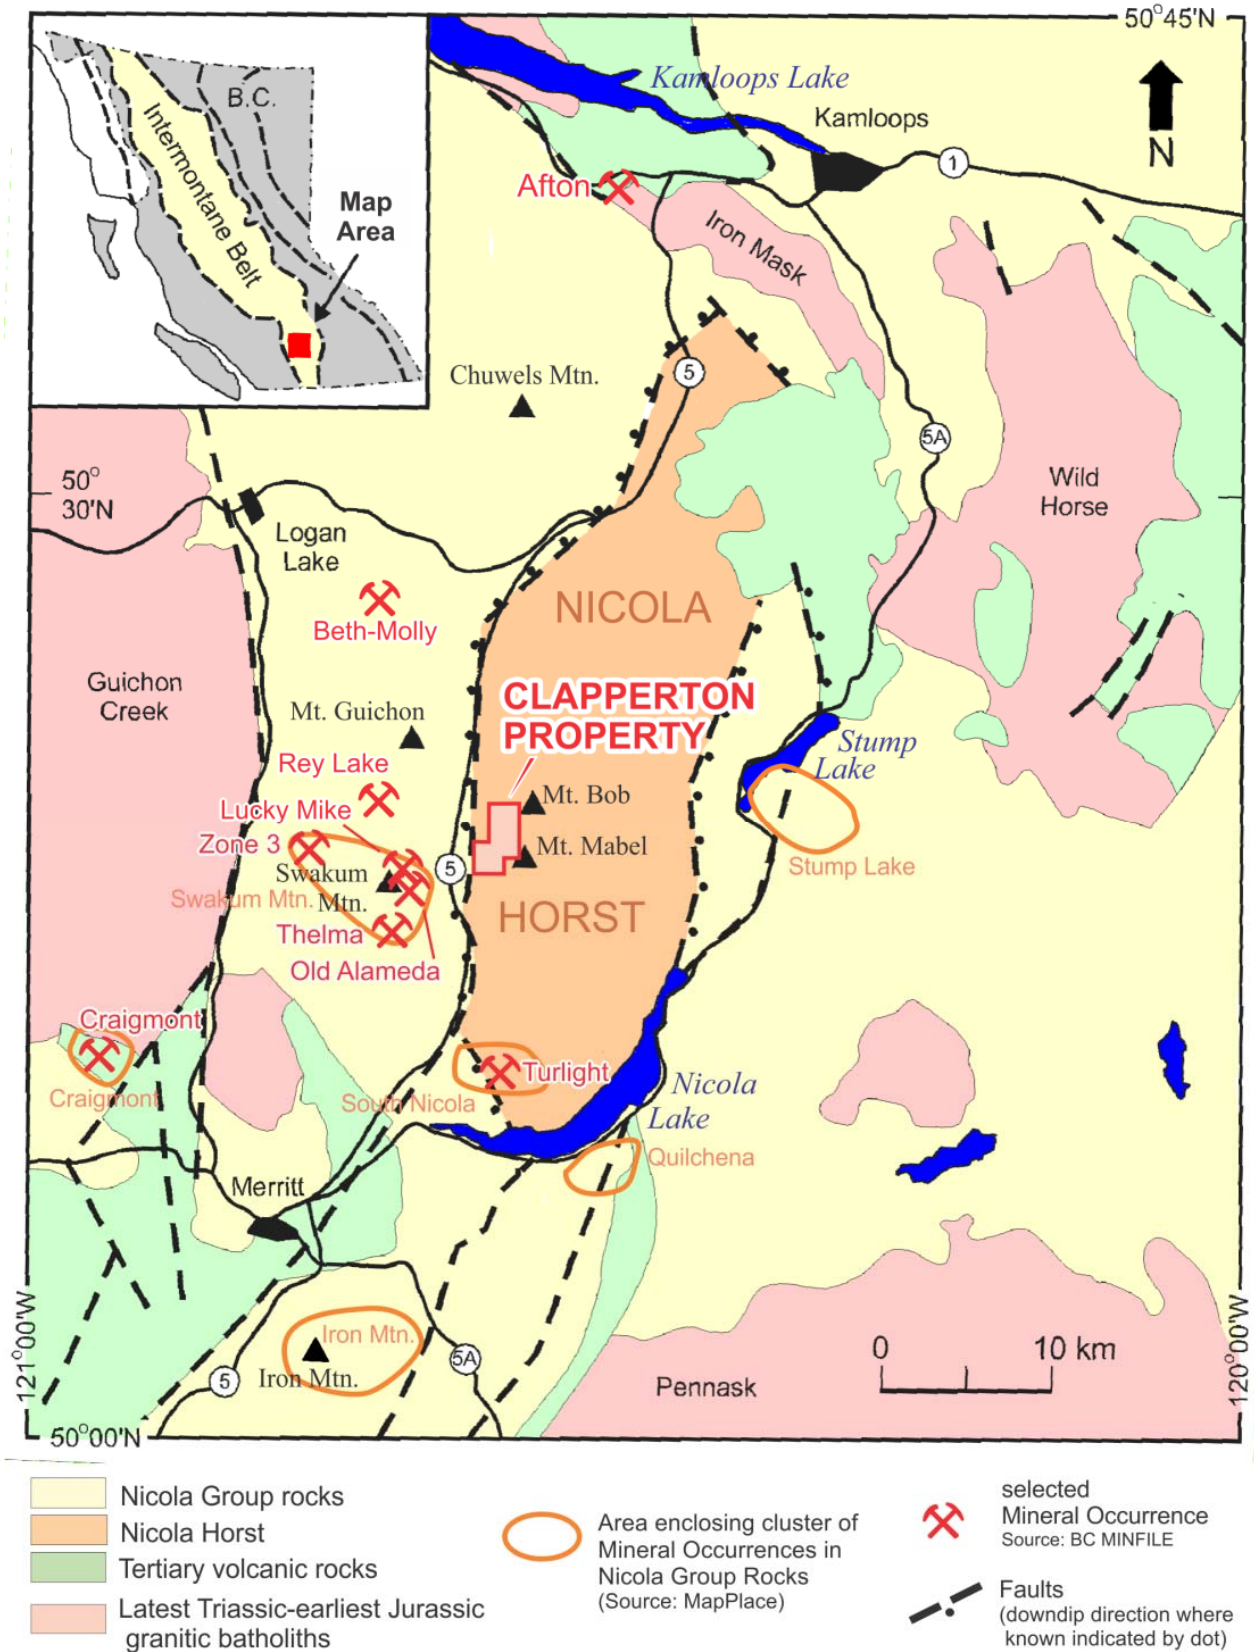 50°45'N
B.C.
Intermontane Belt
Map
Area
Kamloops Lake
Kamloops
1
N
Afton
Iron Mask
Chuwels Mtn.
5
5A
50°
30'N
Logan
Lake
Wild
Horse
Beth-Molly
NICOLA
Guichon
Creek
CLAPPERTON
PROPERTY
Mt. Guichon
Stump
Lake
Rey Lake
Mt. Bob
Lucky Mike
Zone 3
Mt. Mabel
Stump Lake
5
Swakum
Mtn.
Swakum Mtn.
HORST
Thelma
Old Alameda
Craigmont
Craigmont
Turlight
South Nicola
Nicola
Lake
Quilchena
Merritt
Iron Mtn.
Iron Mtn.
5
5A
Pennask
0 10 km
121°00'W
120°00'W
50°00'N
Nicola Group rocks
Nicola Horst
Tertiary volcanic rocks
Latest Triassic-earliest Jurassic
granitic batholiths
Area enclosing cluster of
Mineral Occurrences in
Nicola Group Rocks
(Source: MapPlace)
selected
Mineral Occurrence
Source: BC MINFILE
Faults
(downdip direction where
known indicated by dot)